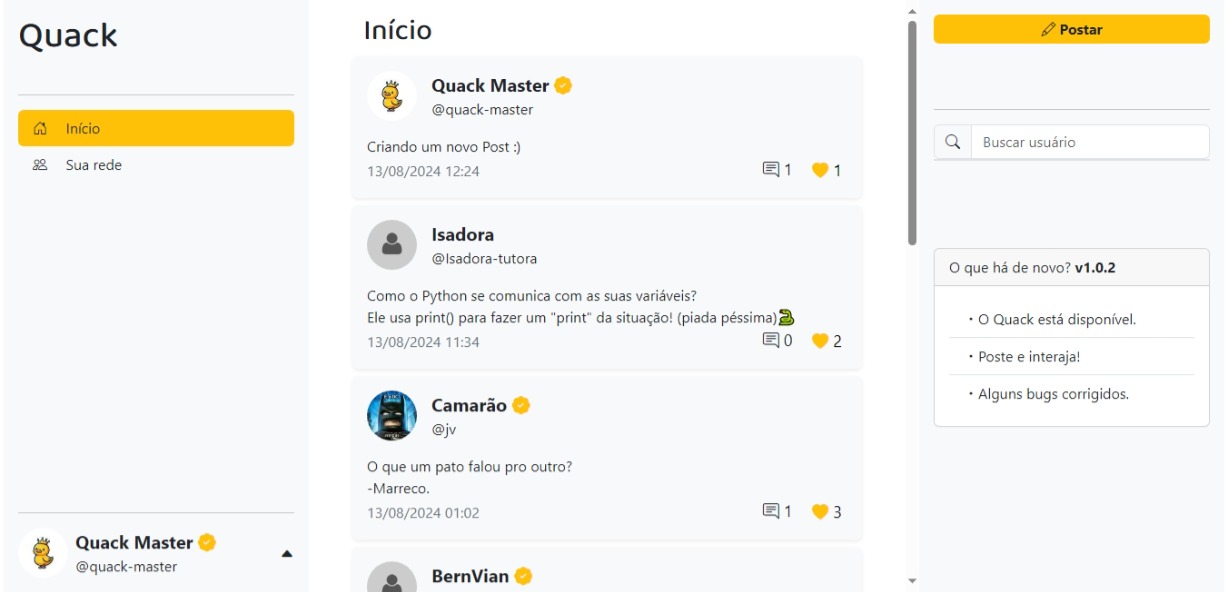 Quack
Início
Sua rede
Quack Master
@quack-master
Início
Quack Master
@quack-master
Criando um novo Post :)
13/08/2024 12:24
1
1
Isadora
@Isadora-tutora
Como o Python se comunica com as suas variáveis?
Ele usa print() para fazer um "print" da situação! (piada péssima)🐍
13/08/2024 11:34
0
2
Camarão
@jv
O que um pato falou pro outro?
-Marreco.
13/08/2024 01:02
1
3
BernVian
Postar
Buscar usuário
O que há de novo? v1.0.2
• O Quack está disponível.
• Poste e interaja!
• Alguns bugs corrigidos.